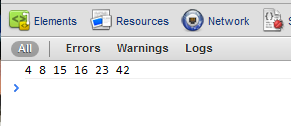 Elements Resources Network
All Errors Warnings Logs
4 8 15 16 23 42
>